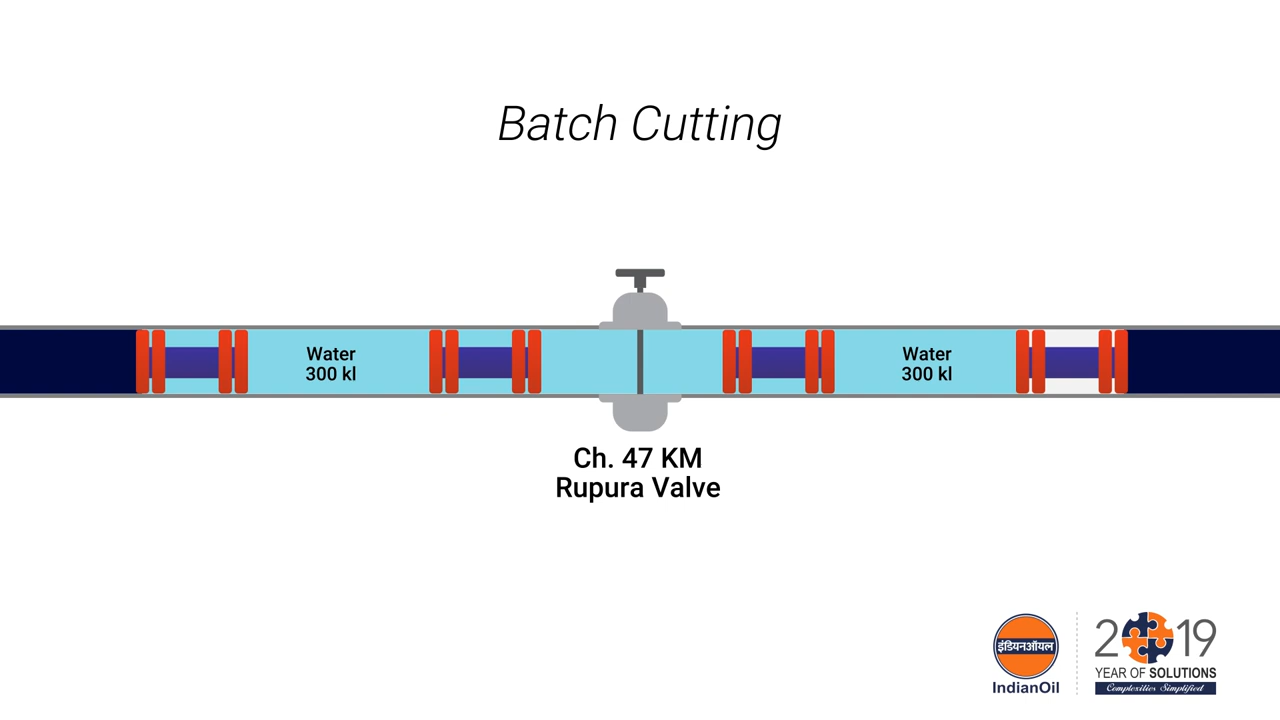 Batch Cutting
Water
300 kl
Water
300 kl
Ch. 47 KM
Rupura Valve
इंडियनऑयल
IndianOil
2019
YEAR OF SOLUTIONS
Complexities Simplified